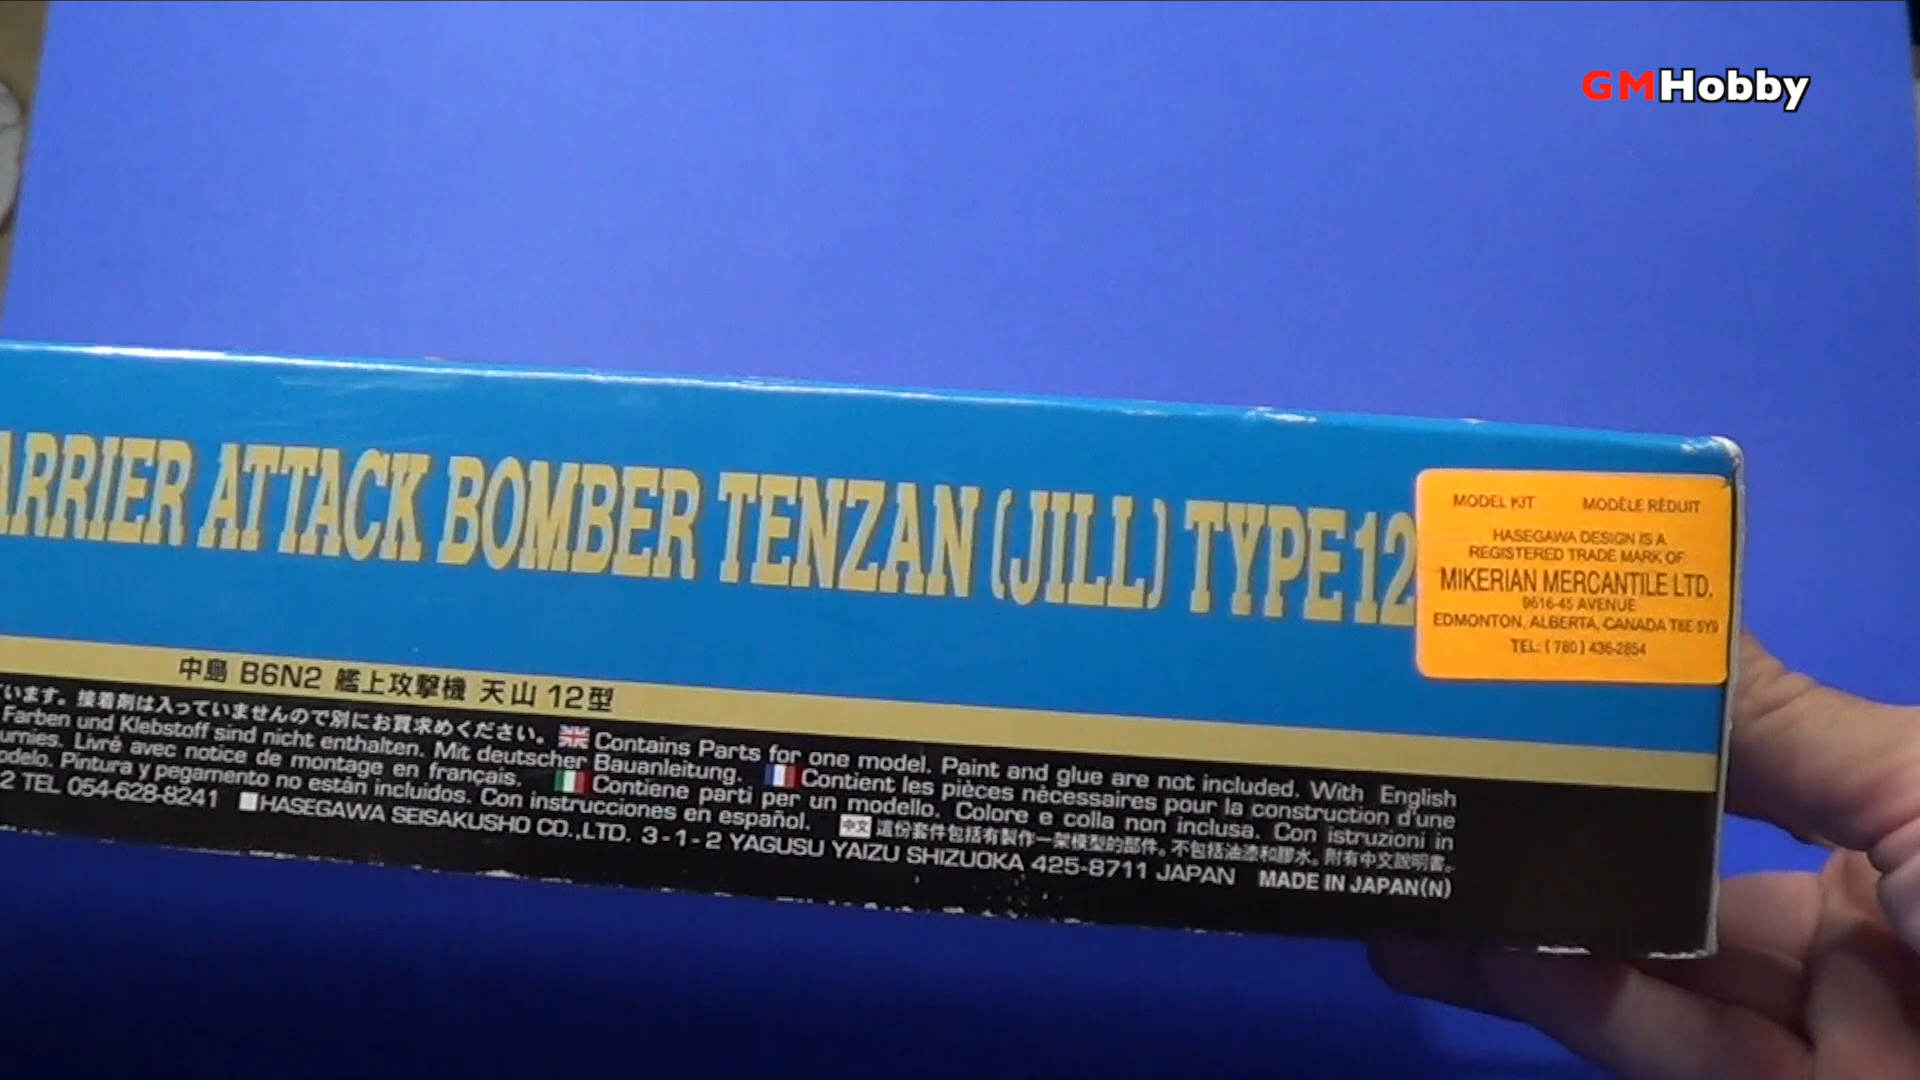 GMHobby
ARRIER ATTACK BOMBER TENZAN (JILL) TYPE12
MODEL KIT MODÈLE RÉDUIT
HASEGAWA DESIGN IS A
REGISTERED TRADE MARK OF
MIKERIAN MERCANTILE LTD.
9616-45 AVENUE
EDMONTON, ALBERTA, CANADA T6E 5Y9
TEL: (780) 436-2854
中島 B6N2 艦上攻撃機 天山 12型
ています。接着剤は入っていませんので別にお買求めください。 Contains Parts for one model. Paint and glue are not included. With English
Farben und Klebstoff sind nicht enthalten. Mit deutscher Bauanleitung. Contient les pièces nécessaires pour la construction d'une
urnies. Livré avec notice de montage en français. Contiene parti per un modello. Colore e colla non inclusa. Con istruzioni in
odelo. Pintura y pegamento no están incluidos. Con instrucciones en español. 中文 這份套件包括有製作一架模型的部件。不包括油漆和膠水。附有中文說明書。
2 TEL 054-628-8241 ■HASEGAWA SEISAKUSHO CO.,LTD. 3-1-2 YAGUSU YAIZU SHIZUOKA 425-8711 JAPAN MADE IN JAPAN(N)